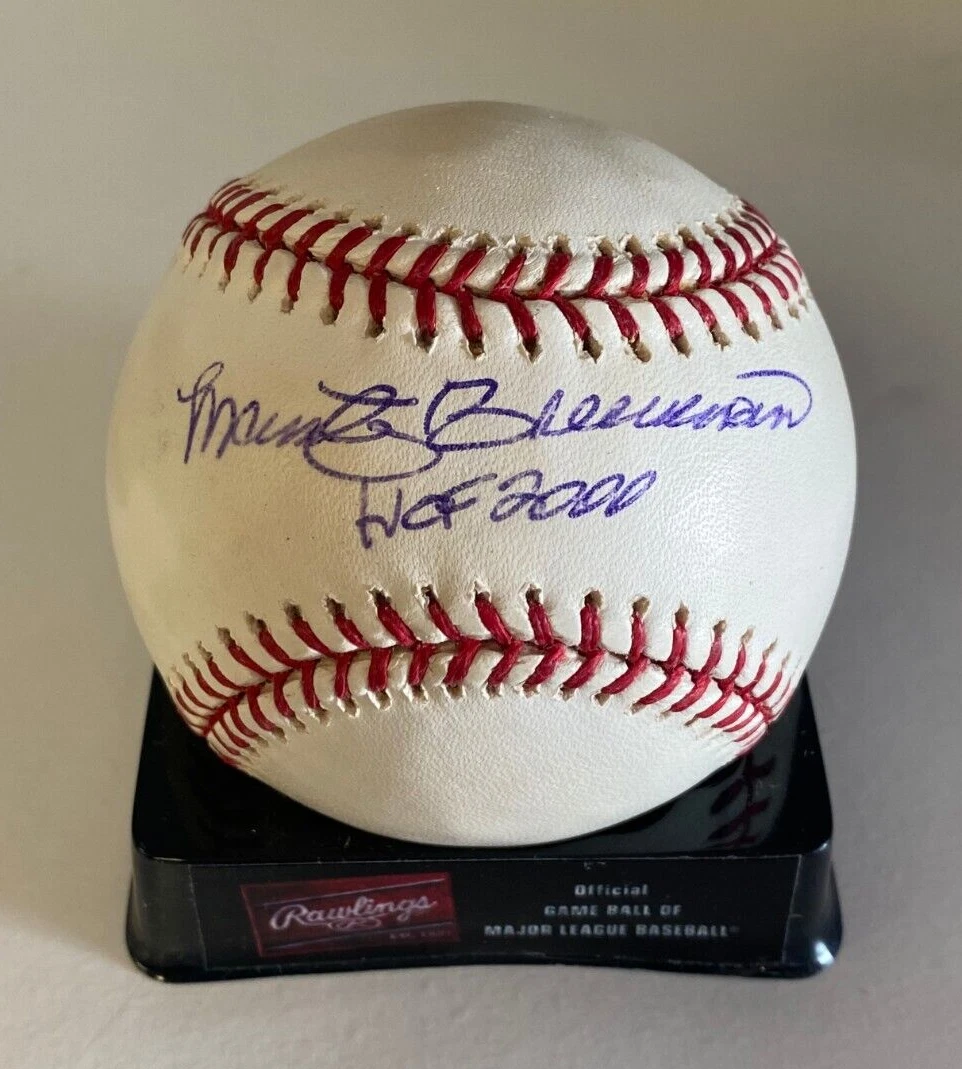 Marty Brennaman
HOF 2000
Rawlings
Official
GAME BALL OF
MAJOR LEAGUE BASEBALL®